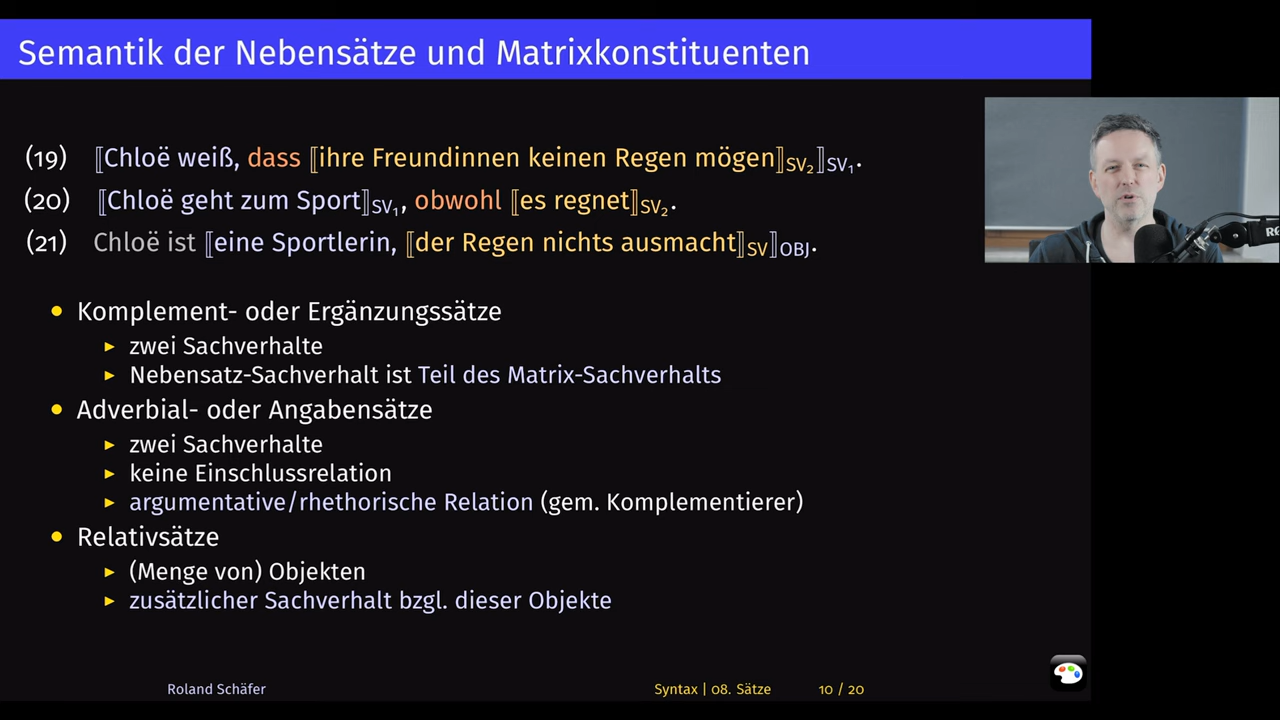 Semantik der Nebensätze und Matrixkonstituenten
(19) ⟦Chloë weiß, dass ⟦ihre Freundinnen keinen Regen mögen⟧SV₂⟧SV₁.
(20) ⟦Chloë geht zum Sport⟧SV₁, obwohl ⟦es regnet⟧SV₂.
(21) Chloë ist ⟦eine Sportlerin, ⟦der Regen nichts ausmacht⟧SV⟧OBJ.
• Komplement- oder Ergänzungssätze
▸ zwei Sachverhalte
▸ Nebensatz-Sachverhalt ist Teil des Matrix-Sachverhalts
• Adverbial- oder Angabensätze
▸ zwei Sachverhalte
▸ keine Einschlussrelation
▸ argumentative/rhethorische Relation (gem. Komplementierer)
• Relativsätze
▸ (Menge von) Objekten
▸ zusätzlicher Sachverhalt bzgl. dieser Objekte
Roland Schäfer
Syntax | 08. Sätze
10 / 20